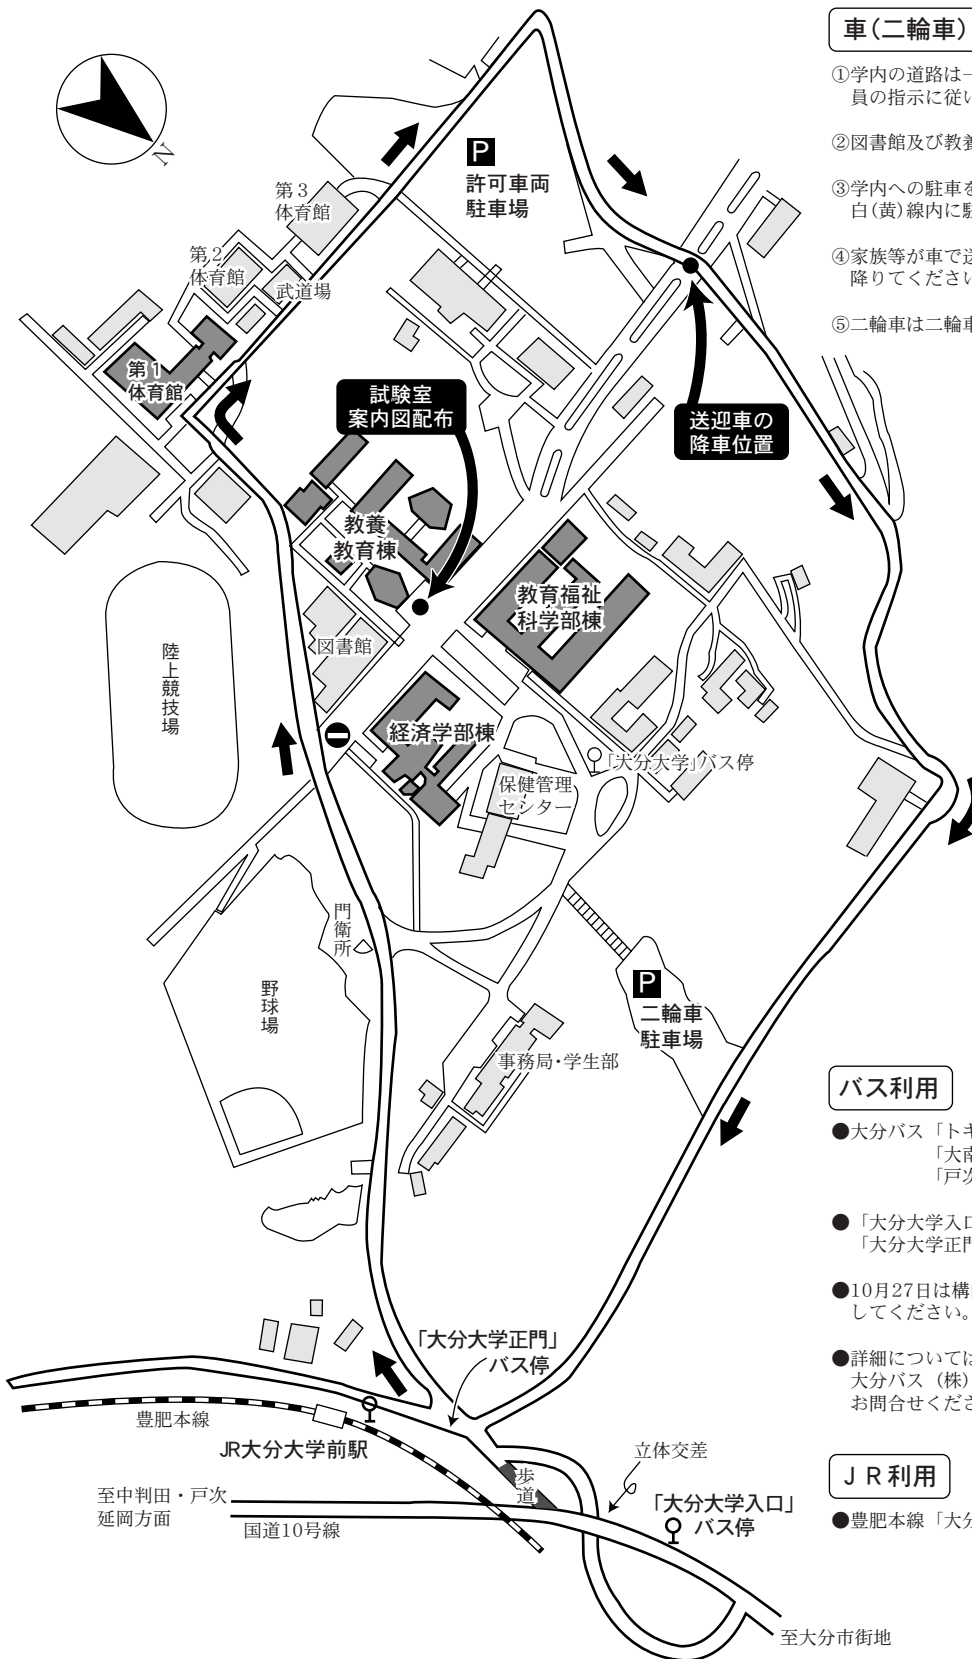 車(二輪車)
①学内の道路は一
員の指示に従い
②図書館及び教養
③学内への駐車を
白(黄)線内に駐
④家族等が車で送
降りてください
⑤二輪車は二輪車
N
P
許可車両
駐車場
第3
体育館
第2
体育館
武道場
第1
体育館
試験室
案内図配布
送迎車の
降車位置
教養
教育棟
教育福祉
科学部棟
図書館
陸上競技場
経済学部棟
「大分大学」バス停
保健管理
センター
門衛所
野球場
P
二輪車
駐車場
事務局・学生部
バス利用
●大分バス「トキ
「大南
「戸次
●「大分大学入口
「大分大学正門
●10月27日は構内
してください。
●詳細については
大分バス(株)
お問合せくださ
「大分大学正門」
バス停
豊肥本線
JR大分大学前駅
歩道
立体交差
至中判田・戸次
延岡方面
国道10号線
「大分大学入口」
バス停
JR利用
●豊肥本線「大分
至大分市街地